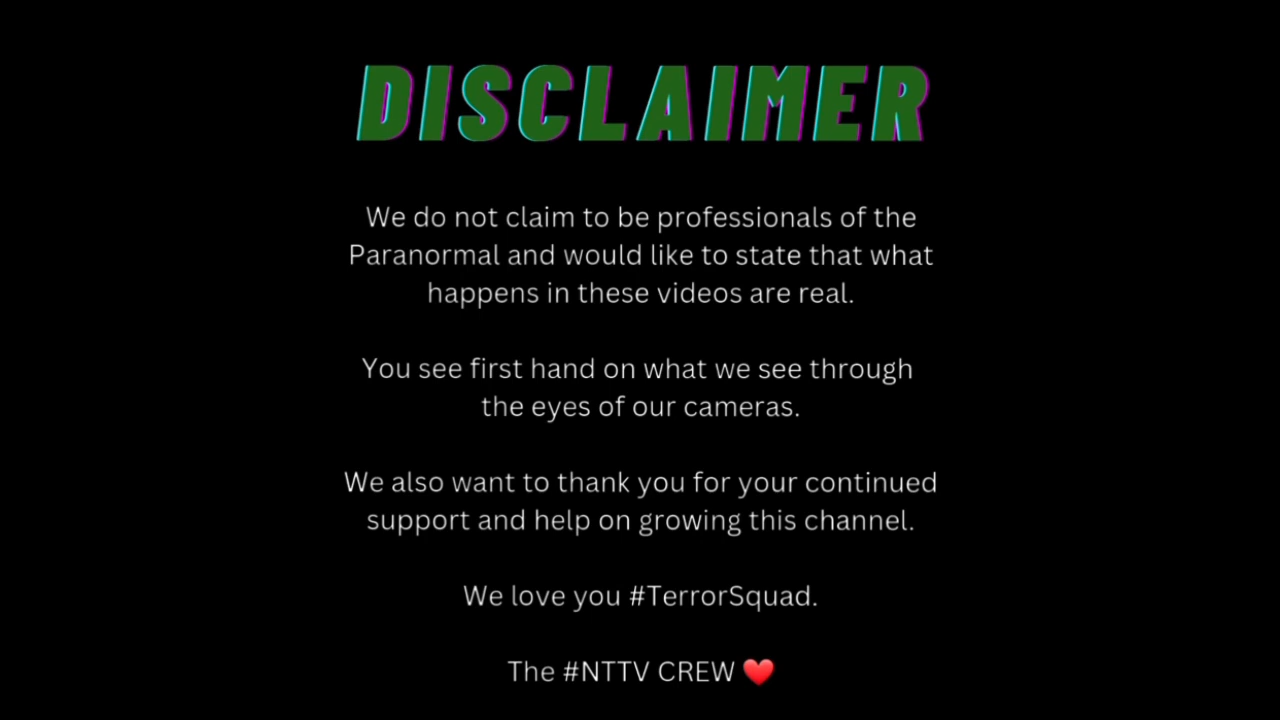 DISCLAIMER
We do not claim to be professionals of the
Paranormal and would like to state that what
happens in these videos are real.
You see first hand on what we see through
the eyes of our cameras.
We also want to thank you for your continued
support and help on growing this channel.
We love you #TerrorSquad.
The #NTTV CREW ❤️